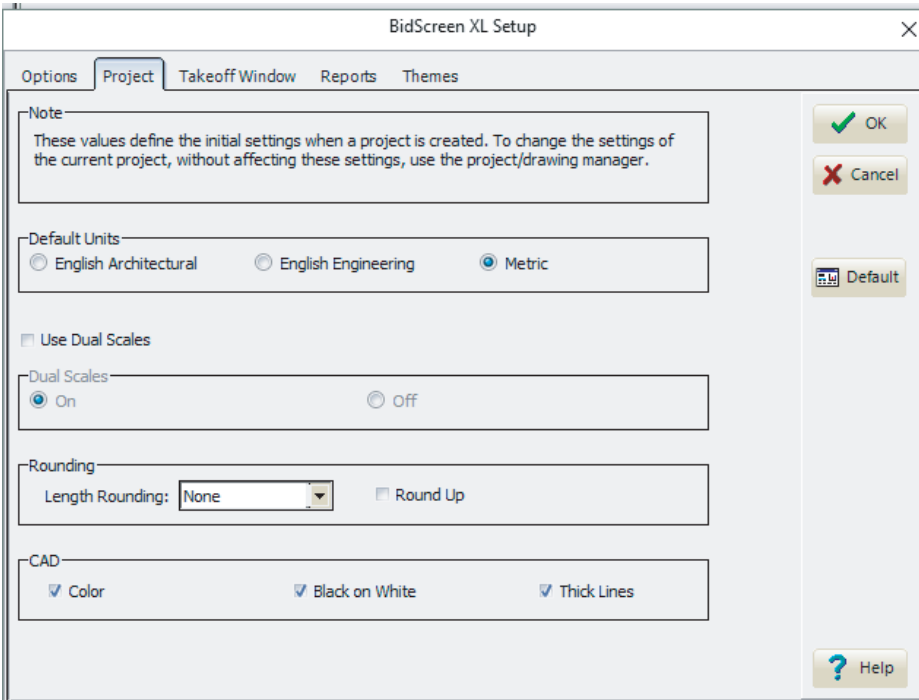 BidScreen XL Setup
Options Project Takeoff Window Reports Themes
Note
These values define the initial settings when a project is created. To change the settings of
the current project, without affecting these settings, use the project/drawing manager.
OK
Cancel
Default Units
English Architectural English Engineering Metric
Default
Use Dual Scales
Dual Scales
On Off
Rounding
Length Rounding: None Round Up
CAD
Color Black on White Thick Lines
Help